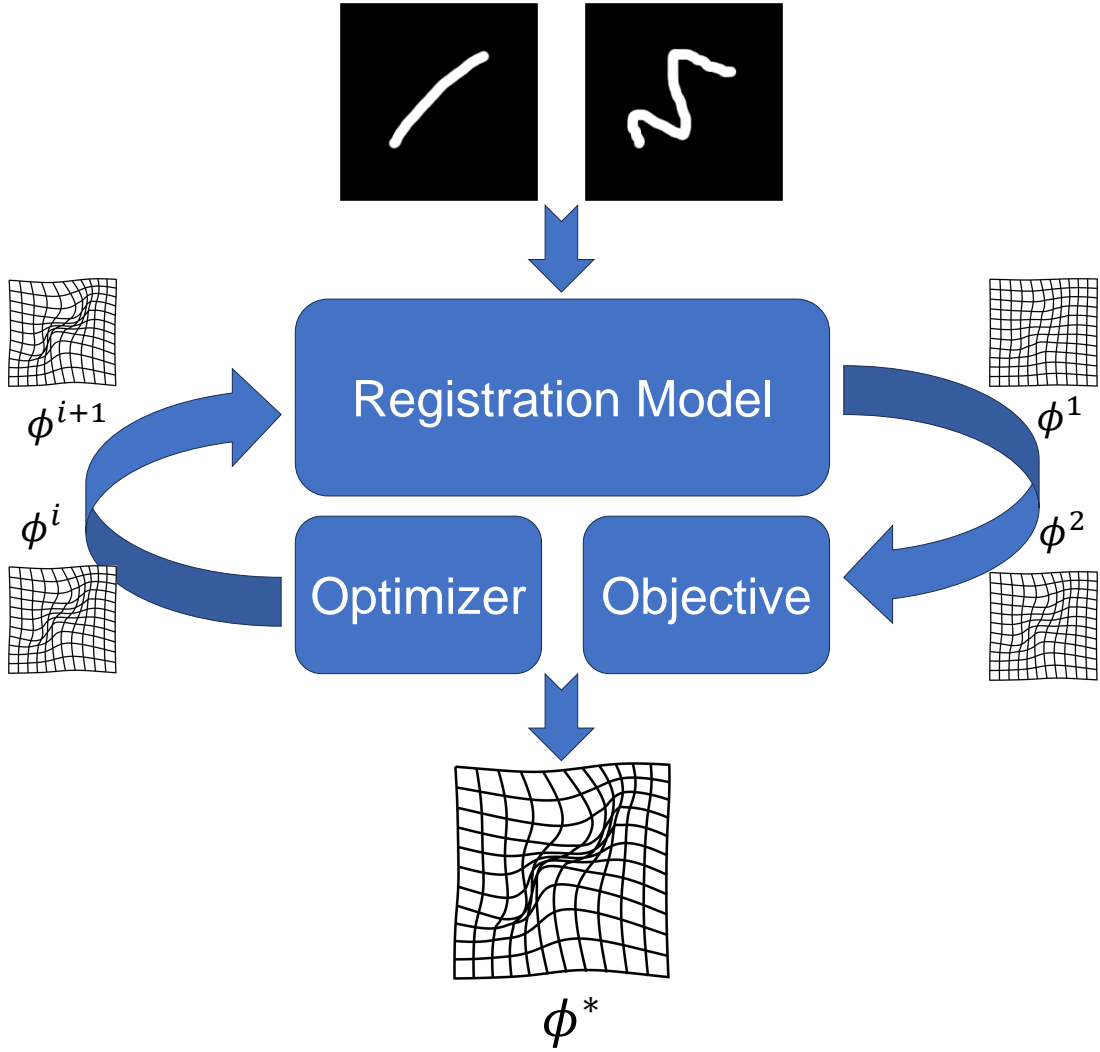 Registration Model
ϕ^{i+1}
ϕ^1
ϕ^i
ϕ^2
Optimizer
Objective
ϕ^*